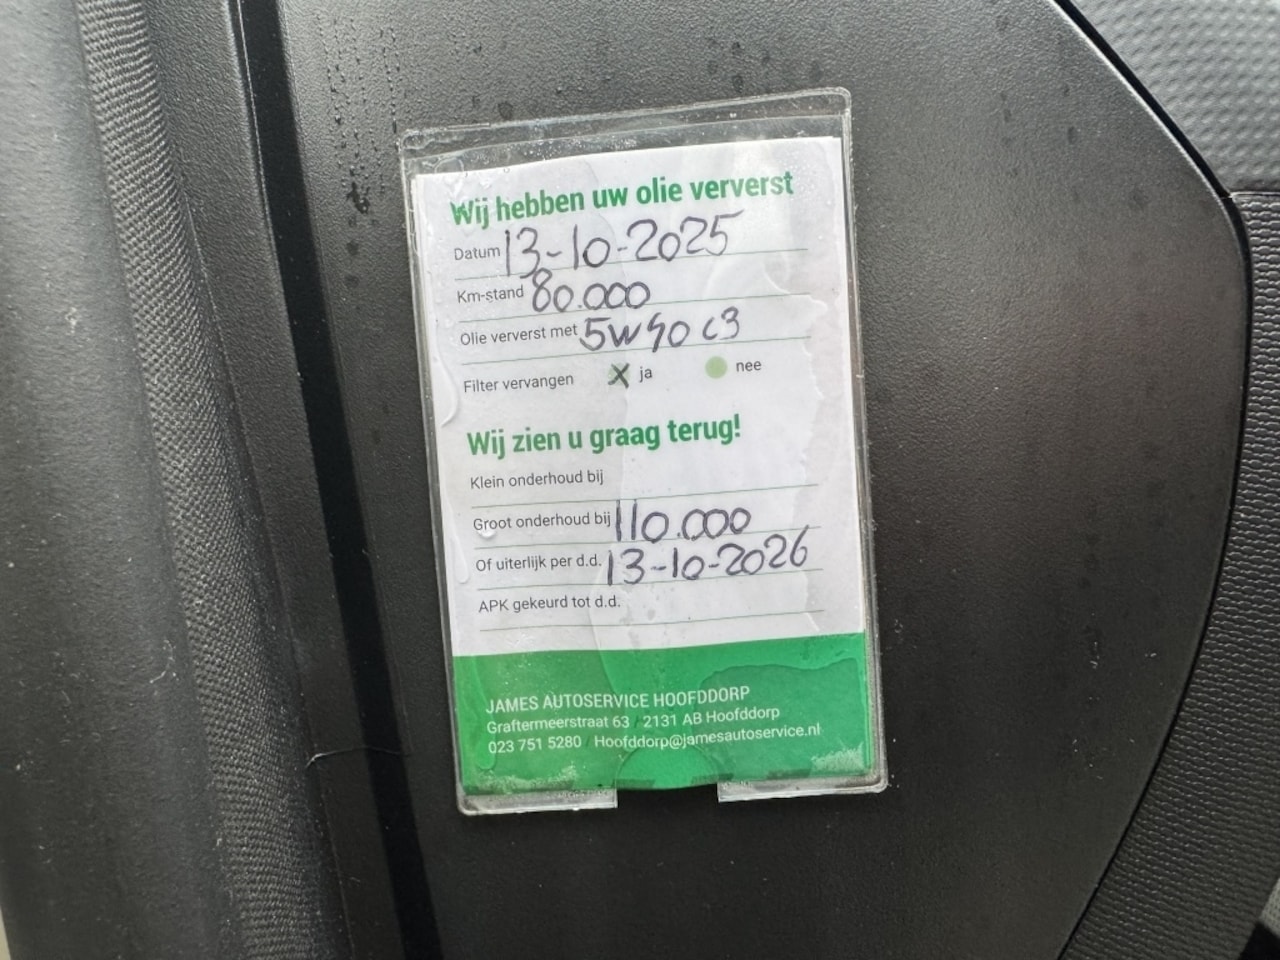 Wij hebben uw olie ververst
Datum 13-10-2025
Km-stand 80.000
Olie ververst met 5W40 C3
Filter vervangen X ja nee
Wij zien u graag terug!
Klein onderhoud bij
Groot onderhoud bij 110.000
Of uiterlijk per d.d. 13-10-2026
APK gekeurd tot d.d.
JAMES AUTOSERVICE HOOFDDORP
Graftermeerstraat 63 / 2131 AB Hoofddorp
023 751 5280 / Hoofddorp@jamesautoservice.nl